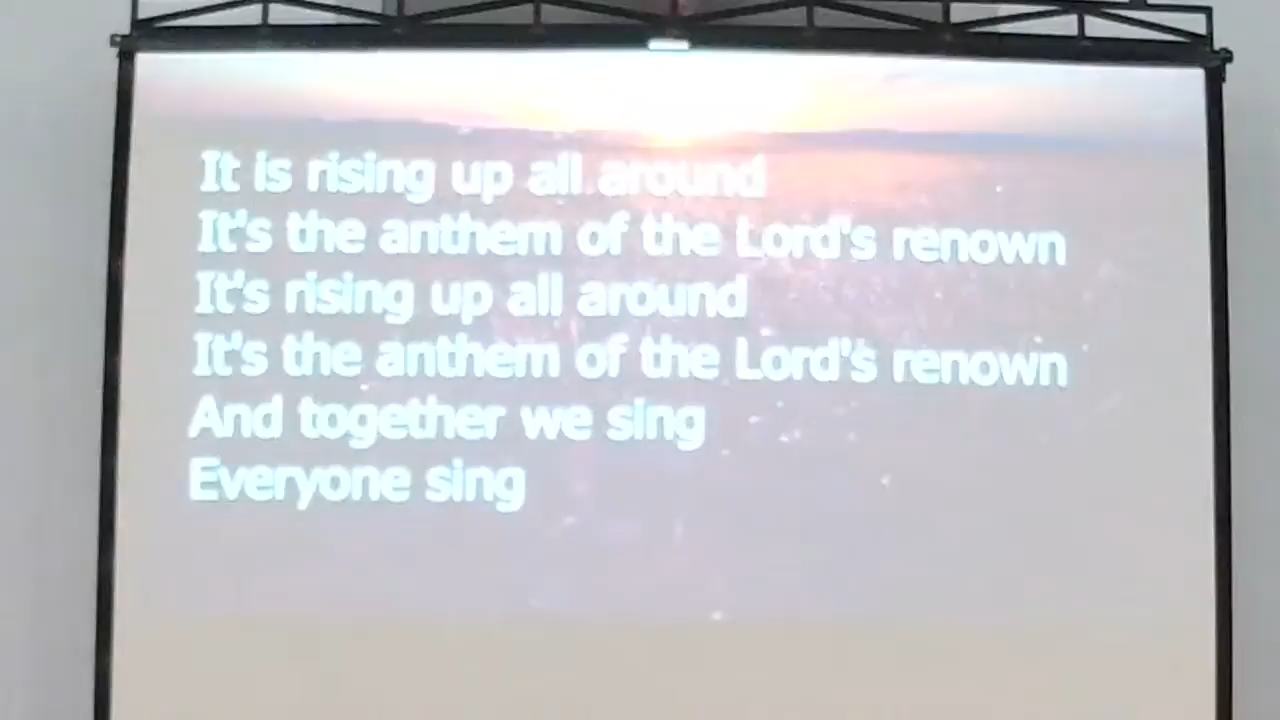 It is rising up all around
It's the anthem of the Lord's renown
It's rising up all around
It's the anthem of the Lord's renown
And together we sing
Everyone sing